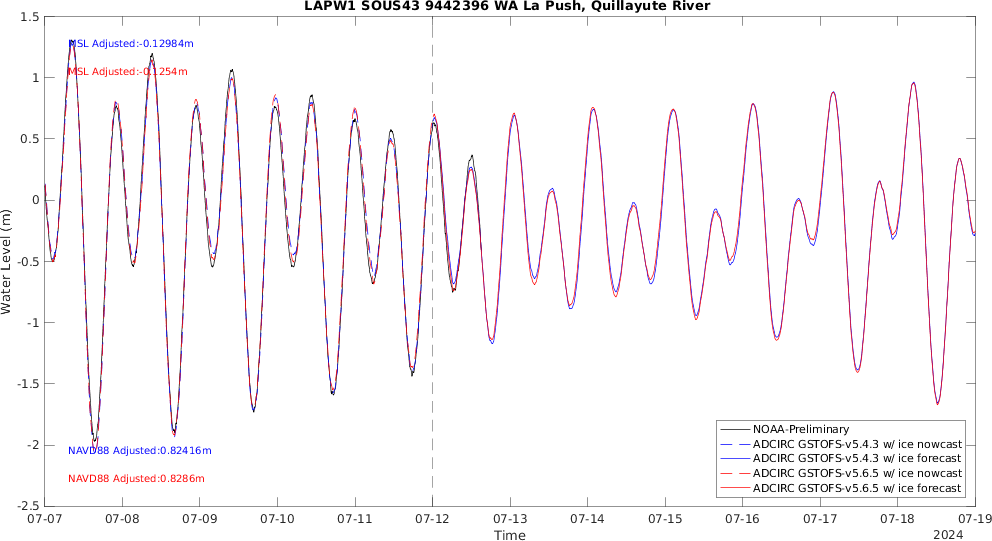 LAPW1 SOUS43 9442396 WA La Push, Quillayute River
1.5
1
0.5
0
-0.5
-1
-1.5
-2
-2.5
Water Level (m)
MSL Adjusted:-0.12984m
MSL Adjusted:-0.1254m
NAVD88 Adjusted:0.82416m
NAVD88 Adjusted:0.8286m
NOAA-Preliminary
ADCIRC GSTOFS-v5.4.3 w/ ice nowcast
ADCIRC GSTOFS-v5.4.3 w/ ice forecast
ADCIRC GSTOFS-v5.6.5 w/ ice nowcast
ADCIRC GSTOFS-v5.6.5 w/ ice forecast
07-07 07-08 07-09 07-10 07-11 07-12 07-13 07-14 07-15 07-16 07-17 07-18 07-19
Time
2024